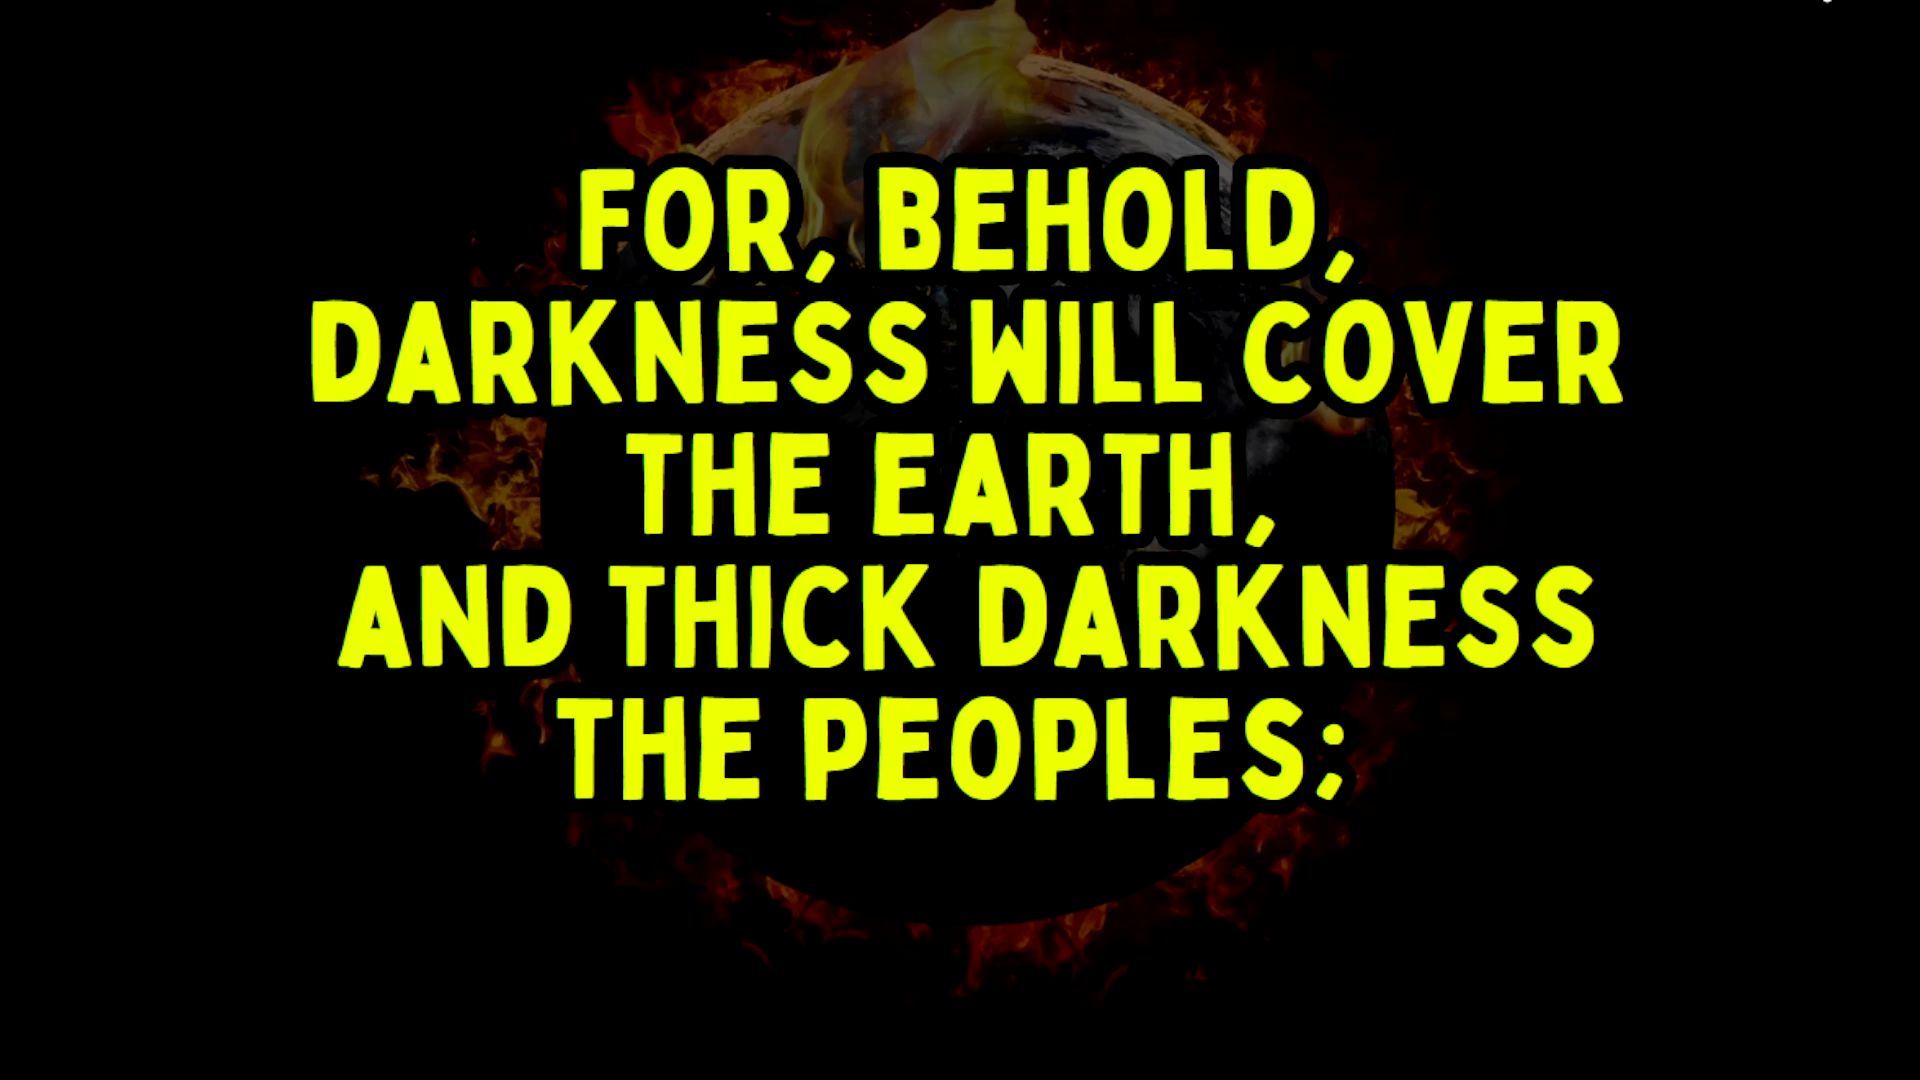 FOR, BEHOLD,
DARKNESS WILL COVER
THE EARTH,
AND THICK DARKNESS
THE PEOPLES;